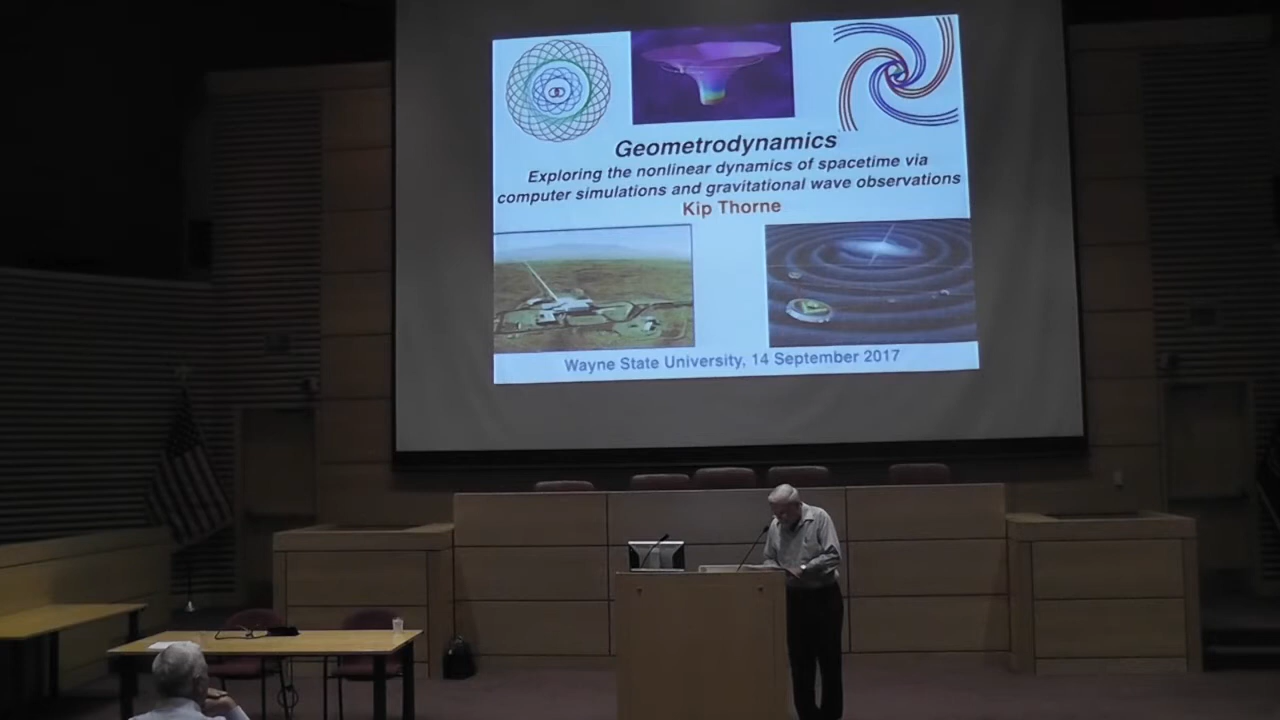 Geometrodynamics
Exploring the nonlinear dynamics of spacetime via
computer simulations and gravitational wave observations
Kip Thorne
Wayne State University, 14 September 2017